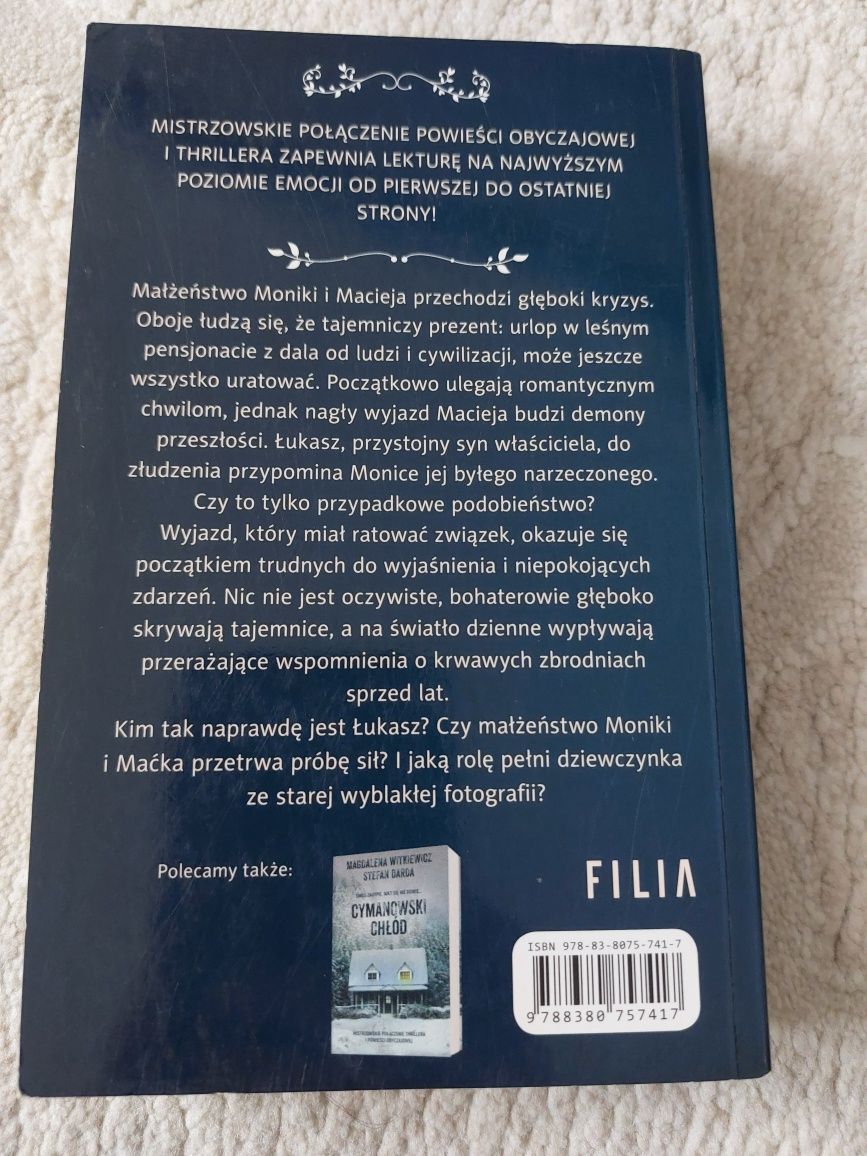 MISTRZOWSKIE POŁĄCZENIE POWIEŚCI OBYCZAJOWEJ
I THRILLERA ZAPEWNIA LEKTURĘ NA NAJWYŻSZYM
POZIOMIE EMOCJI OD PIERWSZEJ DO OSTATNIEJ
STRONY!
Małżeństwo Moniki i Macieja przechodzi głęboki kryzys.
Oboje łudzą się, że tajemniczy prezent: urlop w leśnym
pensjonacie z dala od ludzi i cywilizacji, może jeszcze
wszystko uratować. Początkowo ulegają romantycznym
chwilom, jednak nagły wyjazd Macieja budzi demony
przeszłości. Łukasz, przystojny syn właściciela, do
złudzenia przypomina Monice jej byłego narzeczonego.
Czy to tylko przypadkowe podobieństwo?
Wyjazd, który miał ratować związek, okazuje się
początkiem trudnych do wyjaśnienia i niepokojących
zdarzeń. Nic nie jest oczywiste, bohaterowie głęboko
skrywają tajemnice, a na światło dzienne wypływają
przerażające wspomnienia o krwawych zbrodniach
sprzed lat.
Kim tak naprawdę jest Łukasz? Czy małżeństwo Moniki
i Maćka przetrwa próbę sił? I jaką rolę pełni dziewczynka
ze starej wyblakłej fotografii?
Polecamy także:
MAGDALENA WITKIEWICZ
STEFAN DARDA
CYMANOWSKI
CHŁÓD
MISTRZOWSKIE POŁĄCZENIE THRILLERA
I POWIEŚCI OBYCZAJOWEJ
FILIA
ISBN 978-83-8075-741-7
9 788380 757417